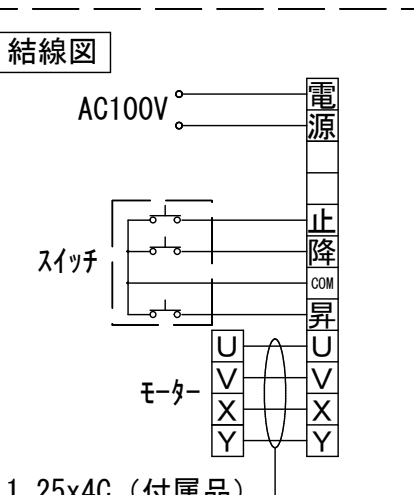 結線図
AC100V
電
源
止
降
COM
昇
スイッチ
U U
V V
X X
Y Y
モーター
1.25x4C (付属品)